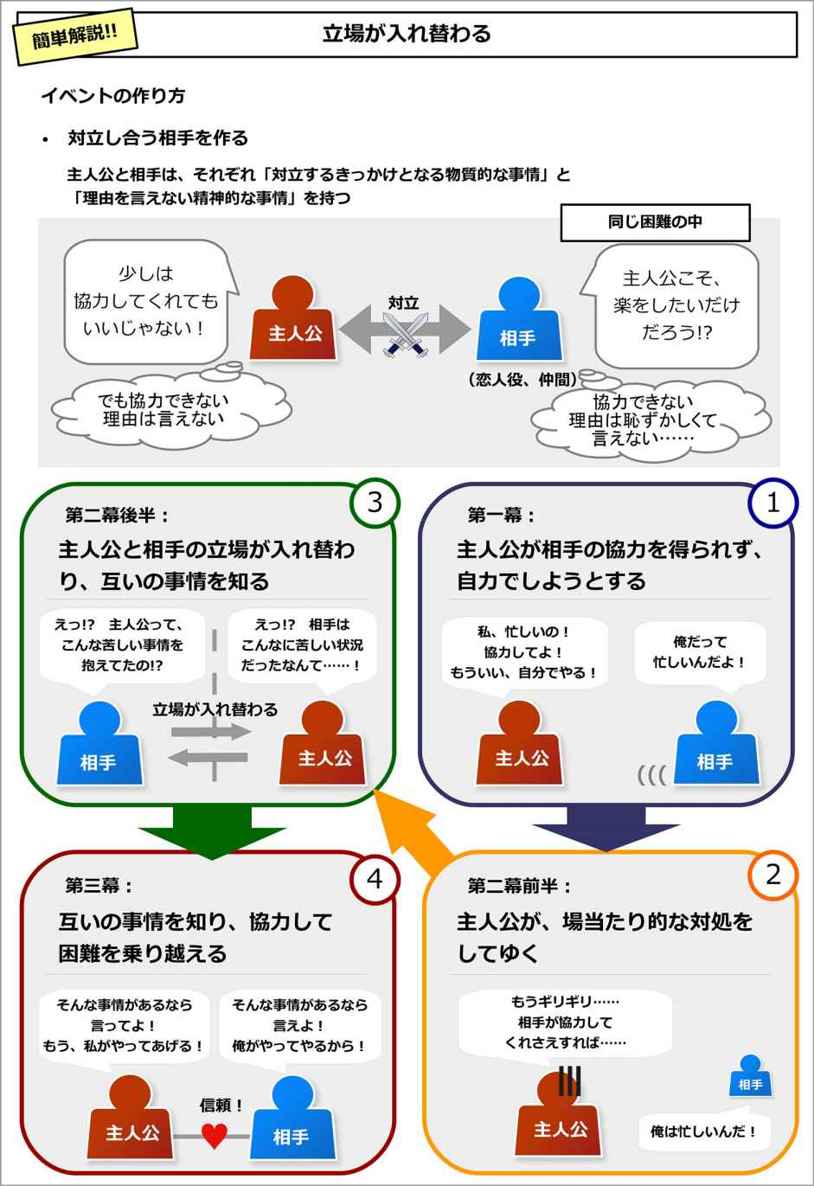 簡単解説!!
立場が入れ替わる
イベントの作り方
• 対立し合う相手を作る
主人公と相手は、それぞれ「対立するきっかけとなる物質的な事情」と
「理由を言えない精神的な事情」を持つ
同じ困難の中
少しは
協力してくれても
いいじゃない！
主人公
対立
相手
（恋人役、仲間）
主人公こそ、
楽をしたいだけ
だろう!?
でも協力できない
理由は言えない
協力できない
理由は恥ずかしくて
言えない……
1
第一幕：
主人公が相手の協力を得られず、
自力でしようとする
私、忙しいの！
協力してよ！
もういい、自分でやる！
俺だって
忙しいんだよ！
主人公
相手
2
第二幕前半：
主人公が、場当たり的な対処を
してゆく
もうギリギリ……
相手が協力して
くれさえすれば……
主人公
相手
俺は忙しいんだ！
3
第二幕後半：
主人公と相手の立場が入れ替わ
り、互いの事情を知る
えっ!?　主人公って、
こんな苦しい事情を
抱えてたの!?
えっ!?　相手は
こんなに苦しい状況
だったなんて……！
立場が入れ替わる
相手
主人公
4
第三幕：
互いの事情を知り、協力して
困難を乗り越える
そんな事情があるなら
言ってよ！
もう、私がやってあげる！
そんな事情があるなら
言えよ！
俺がやってやるから！
信頼！
主人公
相手